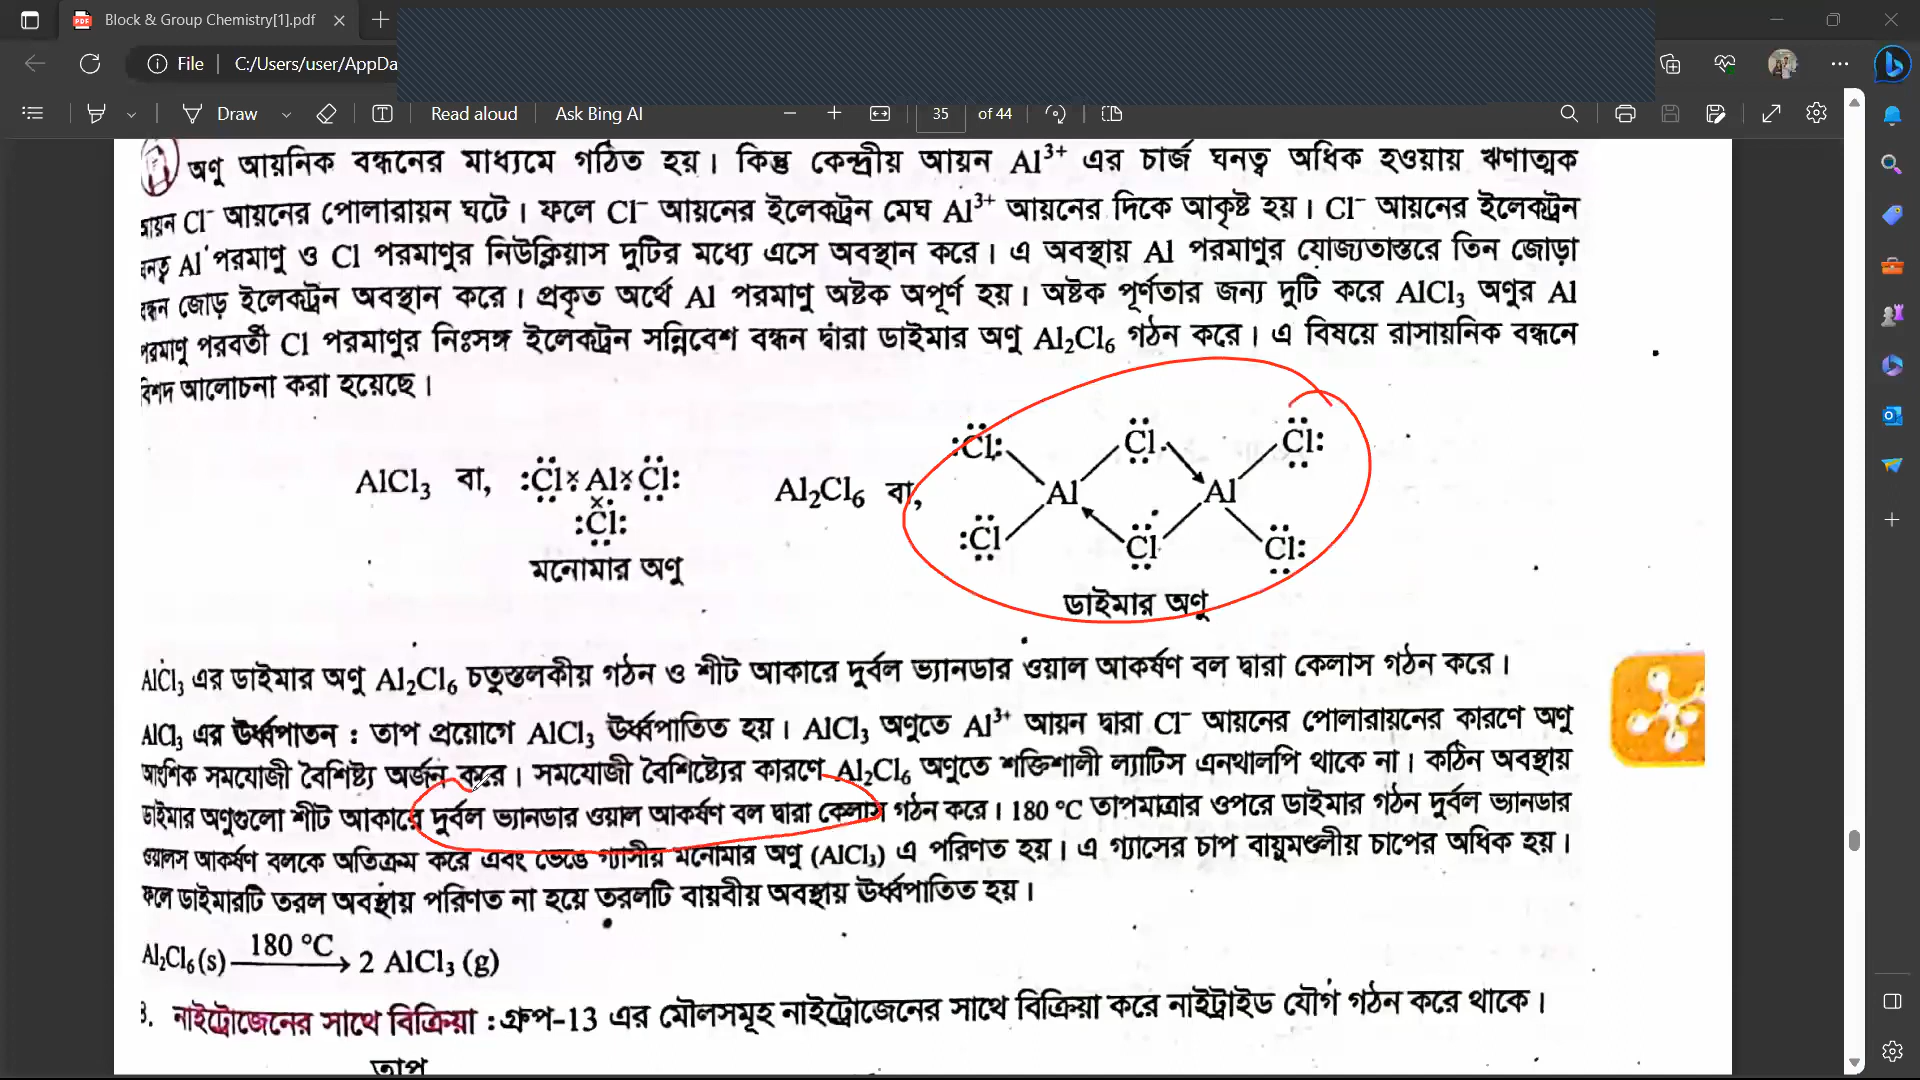 Block & Group Chemistry[1].pdf
File
C:/Users/user/AppDa
Draw
Read aloud
Ask Bing AI
35 of 44
অণু আয়নিক বন্ধনের মাধ্যমে গঠিত হয়। কিন্তু কেন্দ্রীয় আয়ন Al³⁺ এর চার্জ ঘনত্ব অধিক হওয়ায় ঋণাত্মক
Cl⁻ আয়নের পোলারায়ন ঘটে। ফলে Cl⁻ আয়নের ইলেকট্রন মেঘ Al³⁺ আয়নের দিকে আকৃষ্ট হয়। Cl⁻ আয়নের ইলেকট্রন
Al পরমাণু ও Cl পরমাণুর নিউক্লিয়াস দুটির মধ্যে এসে অবস্থান করে। এ অবস্থায় Al পরমাণুর যোজ্যতাস্তরে তিন জোড়া
বন্ধন জোড় ইলেকট্রন অবস্থান করে। প্রকৃত অর্থে Al পরমাণু অষ্টক অপূর্ণ হয়। অষ্টক পূর্ণতার জন্য দুটি করে AlCl₃ অণুর Al
পরমাণু পরবর্তী Cl পরমাণুর নিঃসঙ্গ ইলেকট্রন সন্নিবেশ বন্ধন দ্বারা ডাইমার অণু Al₂Cl₆ গঠন করে। এ বিষয়ে রাসায়নিক বন্ধনে
বিশদ আলোচনা করা হয়েছে।
AlCl₃ বা, :Cl×Al×Cl: Al₂Cl₆ বা, :Cl: Cl Cl:
Al Al
:Cl: :Cl Cl Cl:
মনোমার অণু
ডাইমার অণু
AlCl₃ এর ডাইমার অণু Al₂Cl₆ চতুস্তলকীয় গঠন ও শীট আকারে দুর্বল ভ্যানডার ওয়াল আকর্ষণ বল দ্বারা কেলাস গঠন করে।
AlCl₃ এর ঊর্ধ্বপাতন : তাপ প্রয়োগে AlCl₃ ঊর্ধ্বপাতিত হয়। AlCl₃ অণুতে Al³⁺ আয়ন দ্বারা Cl⁻ আয়নের পোলারায়নের কারণে অণু
আংশিক সমযোজী বৈশিষ্ট্য অর্জন করে। সমযোজী বৈশিষ্ট্যের কারণে Al₂Cl₆ অণুতে শক্তিশালী ল্যাটিস এনথালপি থাকে না। কঠিন অবস্থায়
ডাইমার অণুগুলো শীট আকারে দুর্বল ভ্যানডার ওয়াল আকর্ষণ বল দ্বারা কেলাস গঠন করে। 180 °C তাপমাত্রার ওপরে ডাইমার গঠন দুর্বল ভ্যানডার
ওয়ালস আকর্ষণ বলকে অতিক্রম করে এবং ভেঙে গ্যাসীয় মনোমার অণু (AlCl₃) এ পরিণত হয়। এ গ্যাসের চাপ বায়ুমণ্ডলীয় চাপের অধিক হয়।
ফলে ডাইমারটি তরল অবস্থায় পরিণত না হয়ে তরলটি বায়বীয় অবস্থায় ঊর্ধ্বপাতিত হয়।
Al₂Cl₆ (s) 180 °C → 2 AlCl₃ (g)
3. নাইট্রোজেনের সাথে বিক্রিয়া : গ্রুপ-13 এর মৌলসমূহ নাইট্রোজেনের সাথে বিক্রিয়া করে নাইট্রাইড যৌগ গঠন করে থাকে।
তাপ